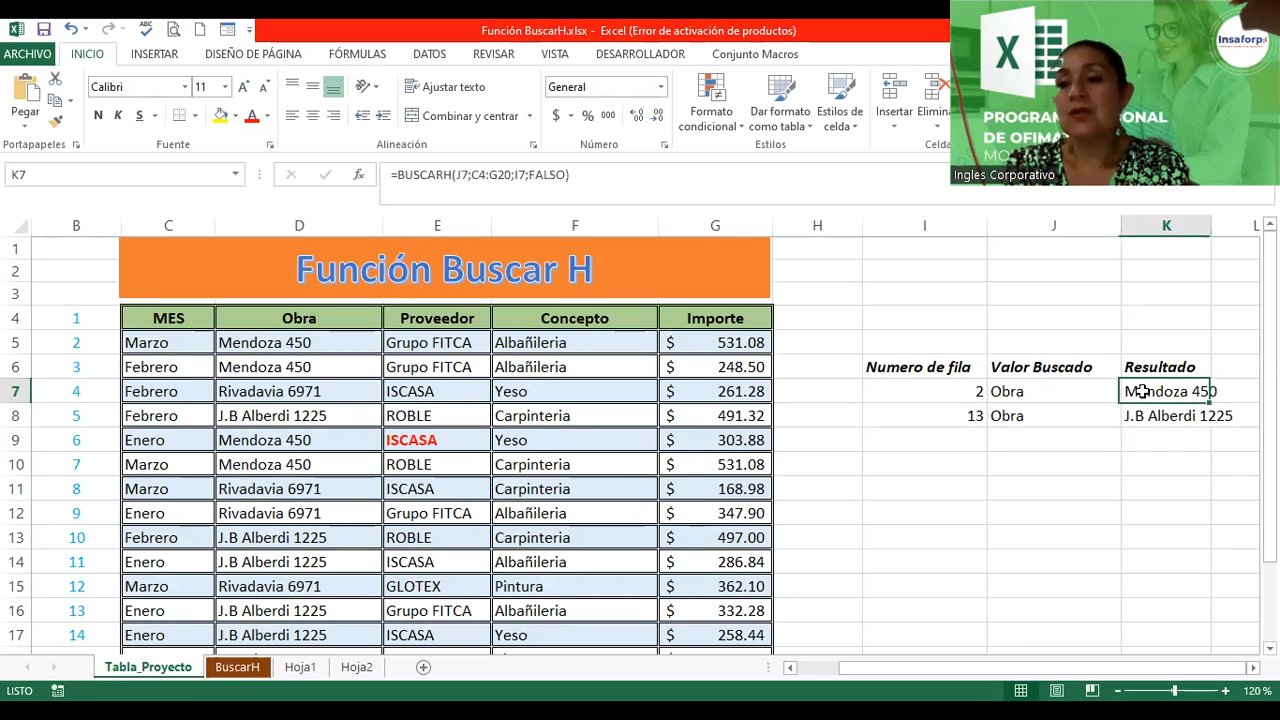 Función BuscarH.xlsx - Excel (Error de activación de productos)
ARCHIVO INICIO INSERTAR DISEÑO DE PÁGINA FÓRMULAS DATOS REVISAR VISTA DESARROLLADOR Conjunto Macros
Pegar
Calibri 11
N K S
Ajustar texto
Combinar y centrar
General
$ % 000
Formato condicional
Dar formato como tabla
Estilos de celda
Insertar
Elimina
Portapapeles Fuente Alineación Número Estilos Celda
Insaforp
PROGRAM
DE OFIMA
Ingles Corporativo
K7 fx =BUSCARH(J7;C4:G20;I7;FALSO)
B C D E F G H I J K L
1
2 Función Buscar H
3
4 1 MES Obra Proveedor Concepto Importe
5 2 Marzo Mendoza 450 Grupo FITCA Albañileria $ 531.08
6 3 Febrero Mendoza 450 Grupo FITCA Albañileria $ 248.50 Numero de fila Valor Buscado Resultado
7 4 Febrero Rivadavia 6971 ISCASA Yeso $ 261.28 2 Obra Mendoza 450
8 5 Febrero J.B Alberdi 1225 ROBLE Carpinteria $ 491.32 13 Obra J.B Alberdi 1225
9 6 Enero Mendoza 450 ISCASA Yeso $ 303.88
10 7 Marzo Mendoza 450 ROBLE Carpinteria $ 531.08
11 8 Marzo Rivadavia 6971 ISCASA Carpinteria $ 168.98
12 9 Enero Rivadavia 6971 Grupo FITCA Albañileria $ 347.90
13 10 Febrero J.B Alberdi 1225 ROBLE Carpinteria $ 497.00
14 11 Enero J.B Alberdi 1225 ISCASA Albañileria $ 286.84
15 12 Marzo Rivadavia 6971 GLOTEX Pintura $ 362.10
16 13 Enero J.B Alberdi 1225 Grupo FITCA Albañileria $ 332.28
17 14 Enero J.B Alberdi 1225 ISCASA Yeso $ 258.44
Tabla_Proyecto BuscarH Hoja1 Hoja2
LISTO 120 %